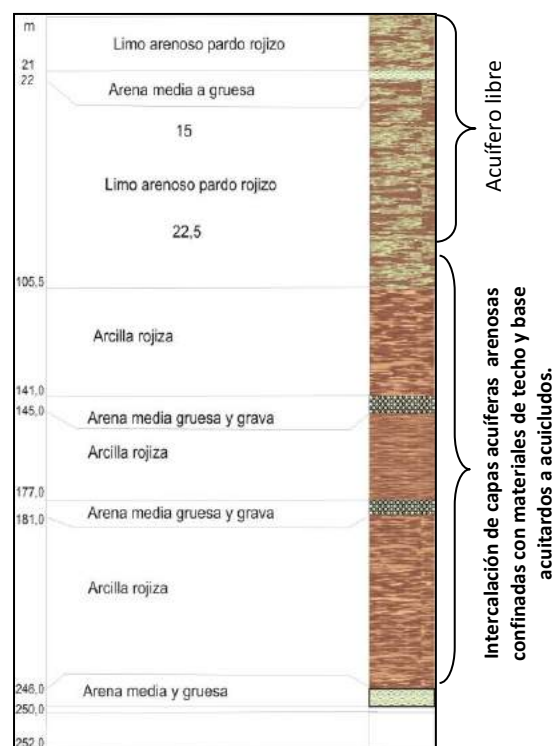 m
Limo arenoso pardo rojizo
21
22
Arena media a gruesa
15
Limo arenoso pardo rojizo
22,5
105,5
Arcilla rojiza
141,0
145,0
Arena media gruesa y grava
Arcilla rojiza
177,0
Arena media gruesa y grava
181,0
Arcilla rojiza
246,0
Arena media y gruesa
250,0
252,0
Acuífero libre
Intercalación de capas acuíferas arenosas
confinadas con materiales de techo y base
acuitardos a acuicludos.